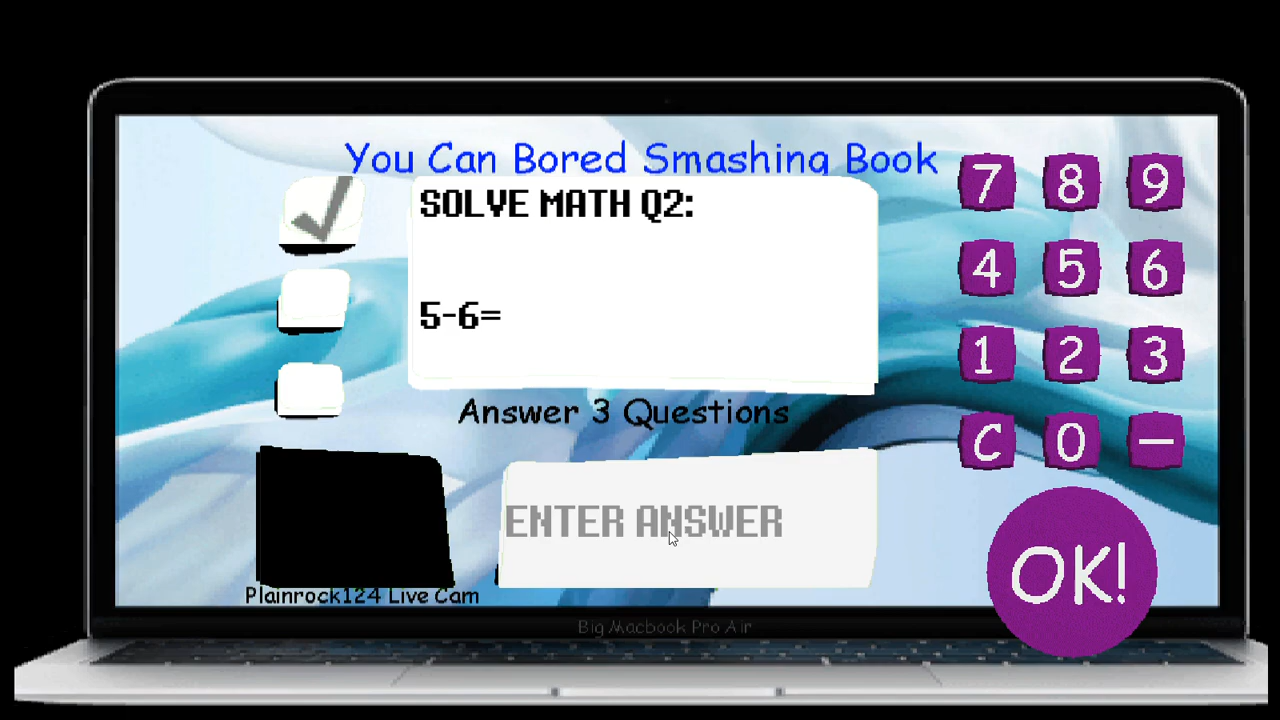 You Can Bored Smashing Book
SOLVE MATH Q2:
5-6=
Answer 3 Questions
ENTER ANSWER
Plainrock124 Live Cam
7 8 9
4 5 6
1 2 3
C 0 —
OK!
Big Macbook Pro Air